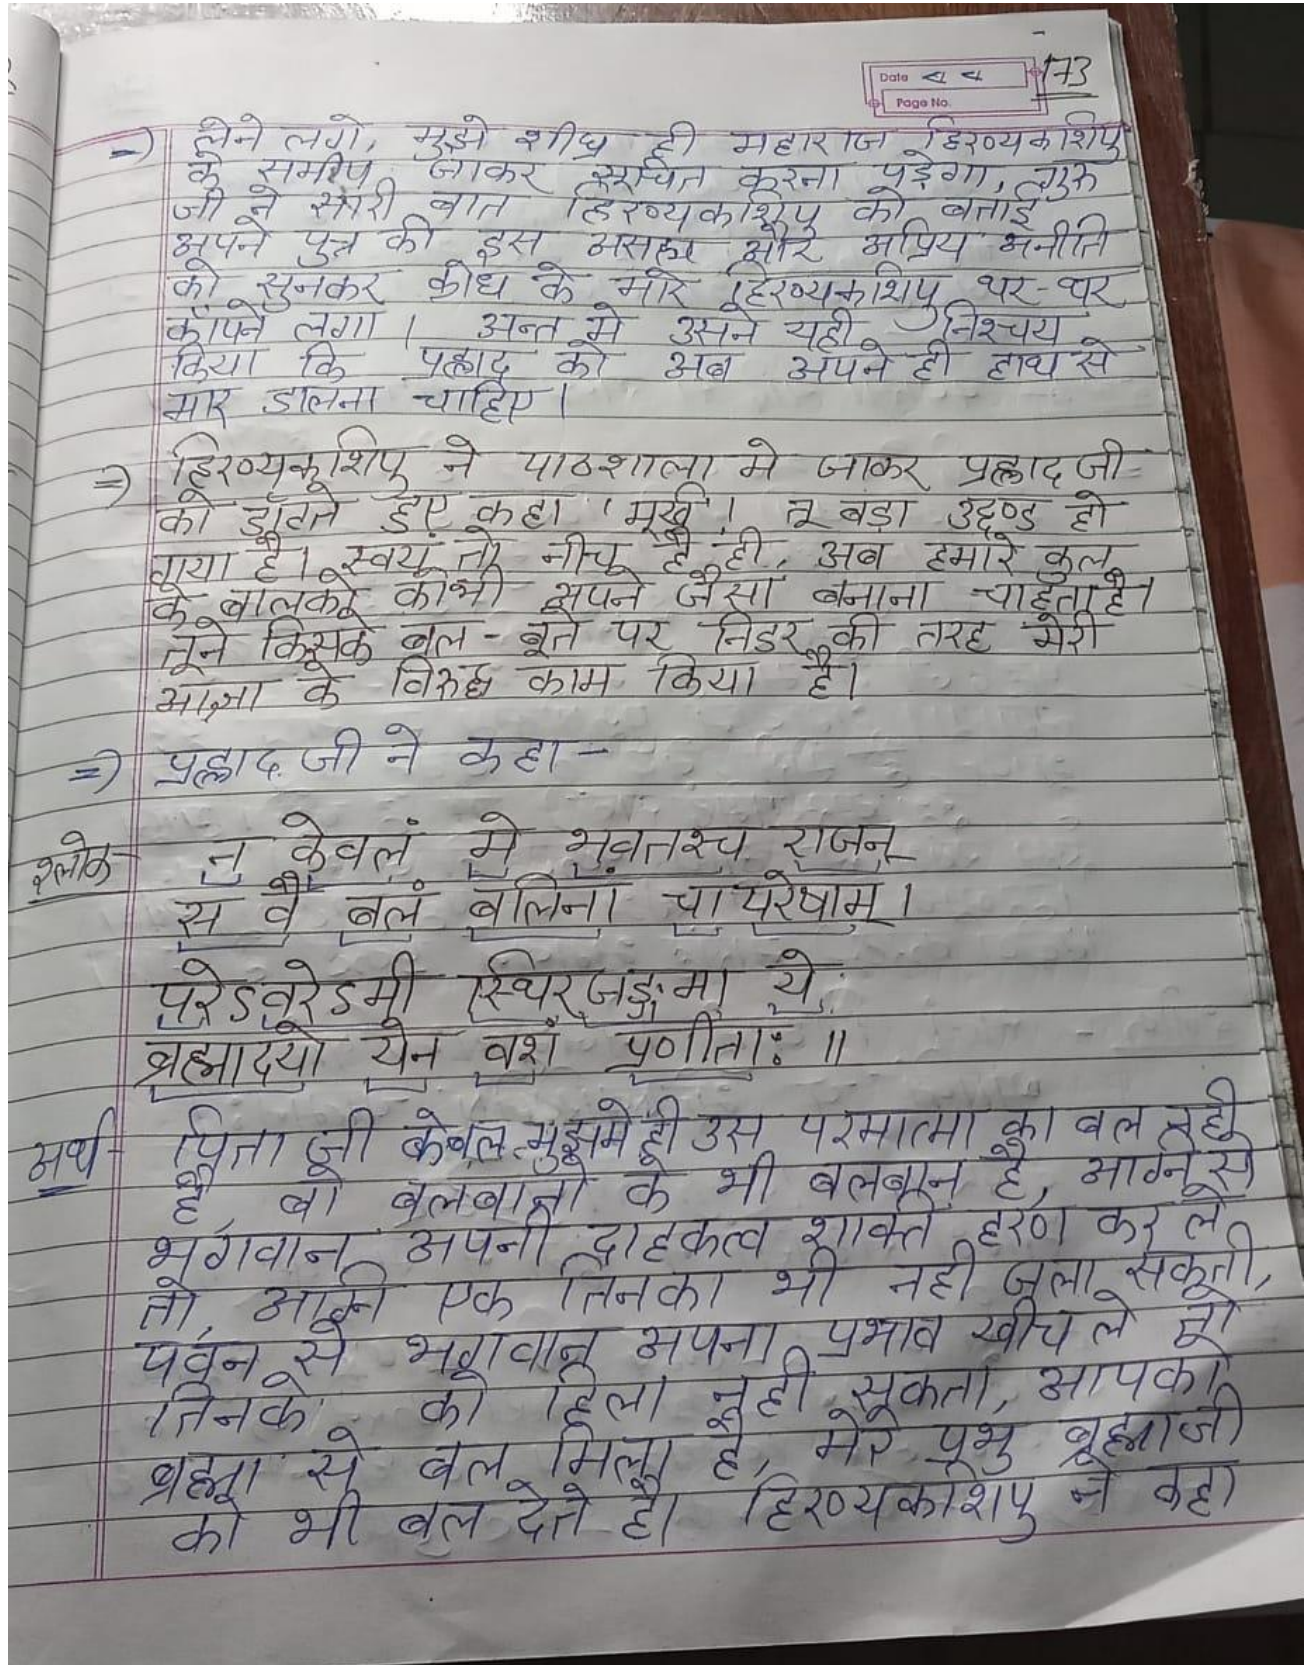 Date
173
Page No.
=) लेने लगे, मुझे शीघ्र ही महाराज हिरण्यकशिपु
के समीप जाकर सूचित करना पड़ेगा, गुरु
जी ने सारी बात हिरण्यकशिपु को बताई
अपने पुत्र की इस असह्य और अप्रिय अनीति
को सुनकर क्रोध के मारे हिरण्यकशिपु थर-थर
काँपने लगा। अन्त मे उसने यही निश्चय
किया कि प्रह्लाद को अब अपने ही हाथ से
मार डालना चाहिए।
=) हिरण्यकशिपु ने पाठशाला मे जाकर प्रह्लाद जी
को डाँटते हुए कहा 'मूर्ख! तू बड़ा उद्दण्ड हो
गया है। स्वयं तो नीच है ही, अब हमारे कुल
के बालको को भी अपने जैसा बनाना चाहता है।
तूने किसके बल-बूते पर निडर की तरह मेरी
आज्ञा के विरुद्ध काम किया है।
=) प्रह्लाद जी ने कहा -
श्लोक - न केवलं मे भवतश्च राजन्
स वै बलं बलिनां चापरेषाम्।
परेऽवरेऽमी स्थिरजङ्गमा ये
ब्रह्मादयो येन वशं प्रणीताः॥
अर्थ - पिता जी केवल मुझमे ही उस परमात्मा का बल नही
है, वो बलबानो के भी बलबान है, अग्नि से
भगवान अपनी दाहकत्व शक्ति हरण कर ले
तो, अग्नि एक तिनका भी नही जला सकती,
पवन से भगवान अपना प्रभाव खीच ले तो
तिनके को हिला नही सकता, आपको
ब्रह्मा से बल मिला है, मेरे प्रभु ब्रह्माजी
को भी बल देते है। हिरण्यकशिपु ने कहा